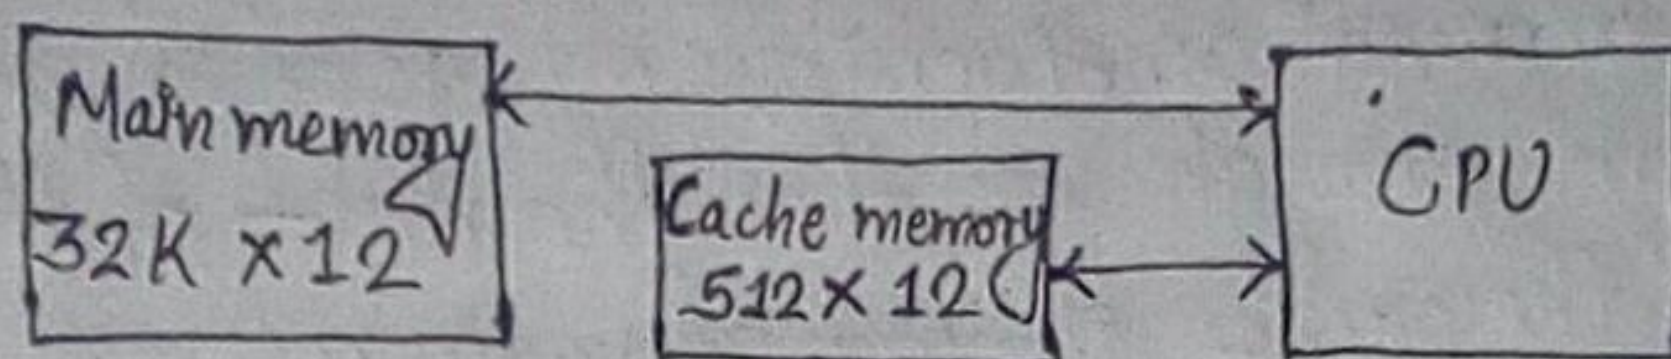 Main memory
32K x 12
Cache memory
512 x 12
CPU